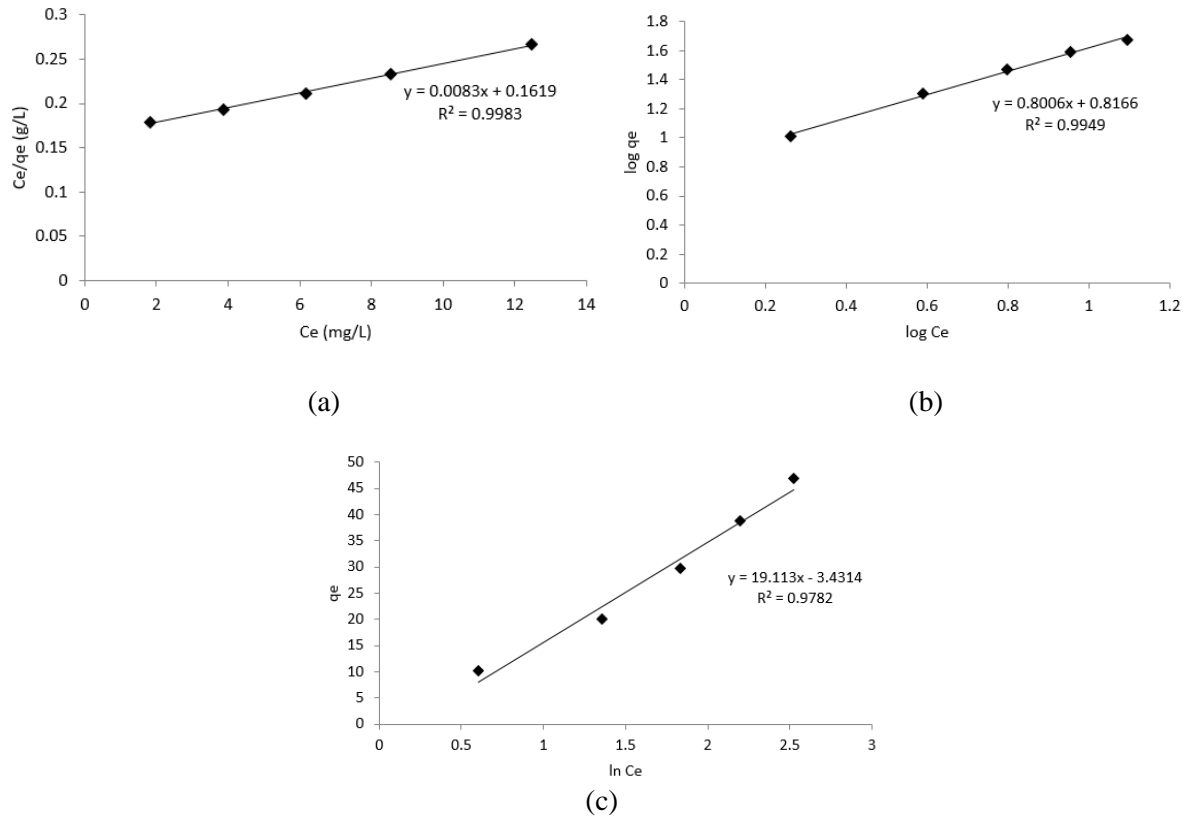 0.3
0.25
0.2
0.15
0.1
0.05
0
0 2 4 6 8 10 12 14
Ce/qe (g/L)
Ce (mg/L)
y = 0.0083x + 0.1619
R² = 0.9983
(a)
1.8
1.6
1.4
1.2
1
0.8
0.6
0.4
0.2
0
0 0.2 0.4 0.6 0.8 1 1.2
log qe
log Ce
y = 0.8006x + 0.8166
R² = 0.9949
(b)
50
45
40
35
30
25
20
15
10
5
0
0 0.5 1 1.5 2 2.5 3
qe
ln Ce
y = 19.113x - 3.4314
R² = 0.9782
(c)